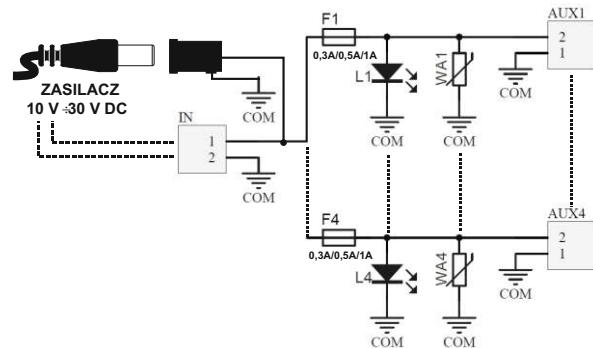 F1
AUX1
0,3A/0,5A/1A
2
1
L1
WA1
COM
COM
COM
COM
ZASILACZ
10 V ÷30 V DC
IN
1
2
COM
F4
AUX4
0,3A/0,5A/1A
2
1
L4
WA4
COM
COM
COM